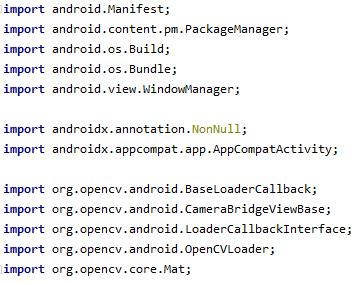 import android.Manifest;
import android.content.pm.PackageManager;
import android.os.Build;
import android.os.Bundle;
import android.view.WindowManager;
import androidx.annotation.NonNull;
import androidx.appcompat.app.AppCompatActivity;
import org.opencv.android.BaseLoaderCallback;
import org.opencv.android.CameraBridgeViewBase;
import org.opencv.android.LoaderCallbackInterface;
import org.opencv.android.OpenCVLoader;
import org.opencv.core.Mat;